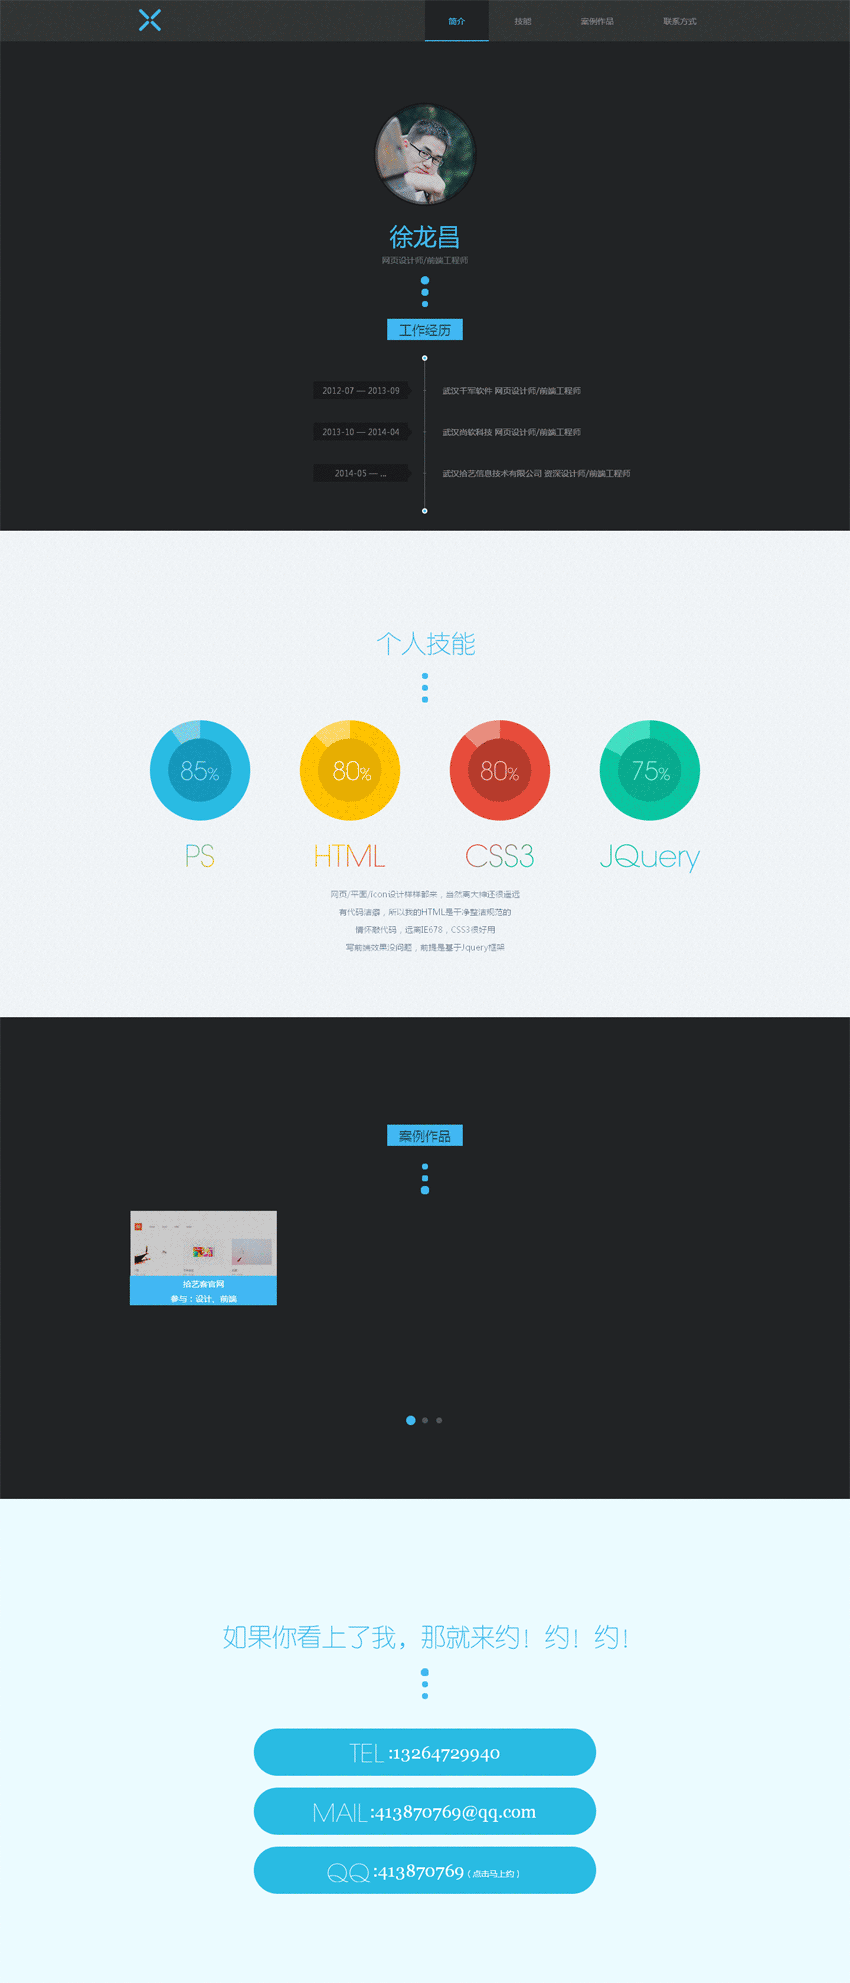 简介 技能 案例作品 联系方式
徐龙昌
网页设计师/前端工程师
工作经历
2012-07 — 2013-09 武汉千军软件 网页设计师/前端工程师
2013-10 — 2014-04 武汉尚软科技 网页设计师/前端工程师
2014-05 — ... 武汉拾艺信息技术有限公司 资深设计师/前端工程师
个人技能
85% 80% 80% 75%
PS HTML CSS3 JQuery
网页/平面/icon设计样样都来，当然离大神还很遥远
有代码洁癖，所以我的HTML是干净整洁规范的
情怀敲代码，远离IE678，CSS3很好用
写前端效果没问题，前提是基于Jquery框架
案例作品
拾艺客官网
参与：设计、前端
如果你看上了我，那就来约！约！约！
TEL :13264729940
MAIL :413870769@qq.com
QQ :413870769 (点击马上约)